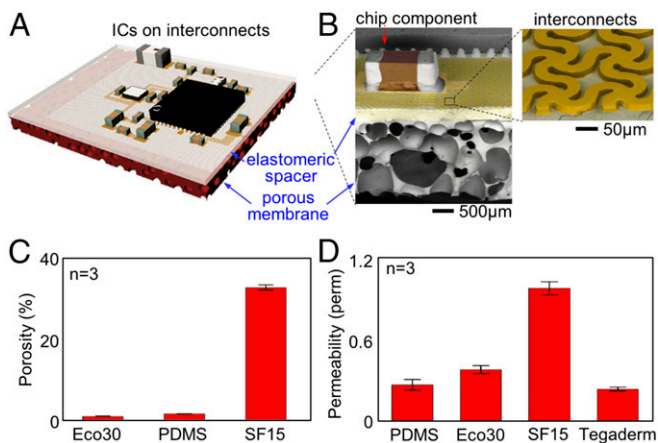 A
ICs on interconnects
elastomeric
spacer
porous
membrane
B
chip component
interconnects
50µm
500µm
C
n=3
Porosity (%)
40
20
0
Eco30
PDMS
SF15
D
n=3
Permeability (perm)
1.2
0.6
0
PDMS
Eco30
SF15
Tegaderm